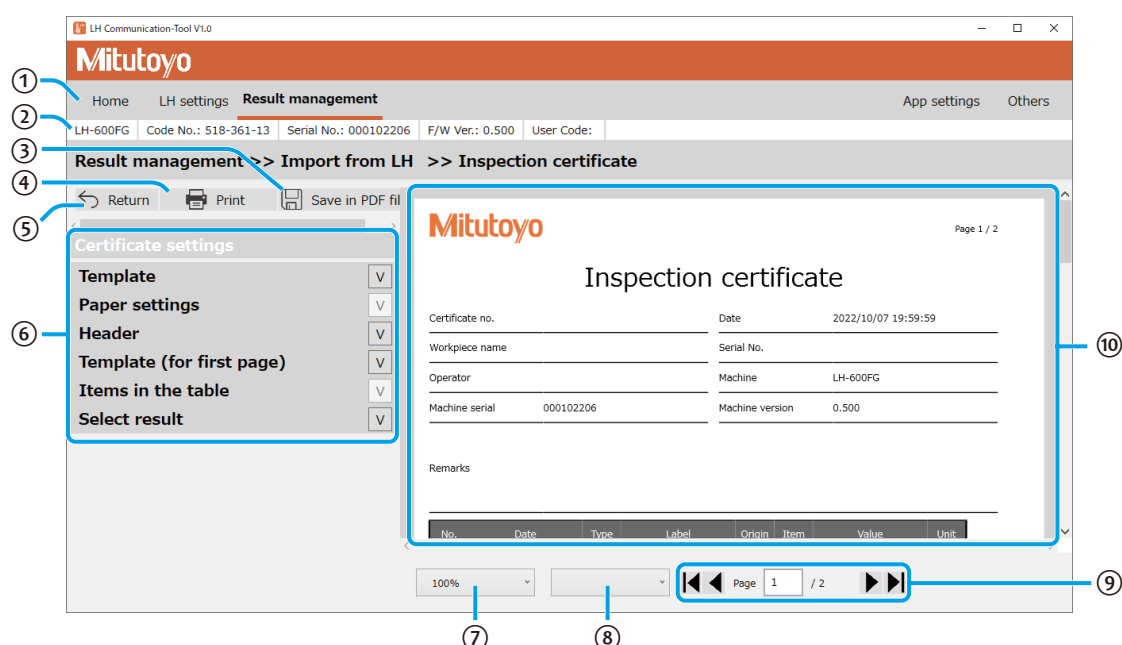 LH Communication-Tool V1.0
Mitutoyo
① Home LH settings Result management App settings Others
② LH-600FG Code No.: 518-361-13 Serial No.: 000102206 F/W Ver.: 0.500 User Code:
③ Result management >> Import from LH >> Inspection certificate
④
⑤ Return Print Save in PDF fil
Mitutoyo Page 1 / 2
Certificate settings
Inspection certificate
Template V
Paper settings V
Header V
Template (for first page) V
Items in the table V
Select result V
⑥
Certificate no. Date 2022/10/07 19:59:59
Workpiece name Serial No.
Operator Machine LH-600FG
Machine serial 000102206 Machine version 0.500
Remarks
No. Date Type Label Origin Item Value Unit
⑩
100% Page 1 / 2 ⑨
⑦ ⑧